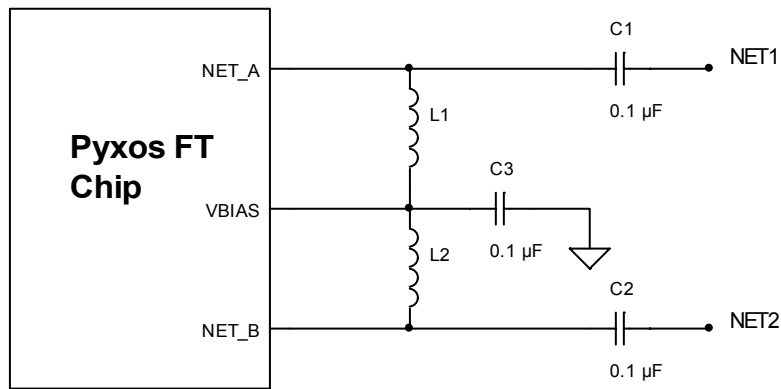 C1
NET_A
NET1
L1
0.1 µF
Pyxos FT
Chip
C3
VBIAS
L2
0.1 µF
C2
NET_B
NET2
0.1 µF